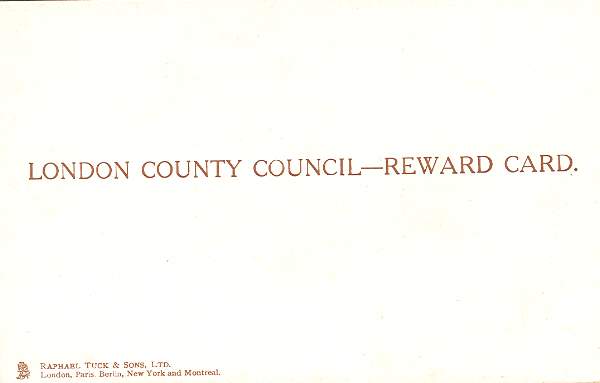 LONDON COUNTY COUNCIL—REWARD CARD.
RAPHAEL TUCK & SONS, LTD.
London, Paris, Berlin, New York and Montreal.